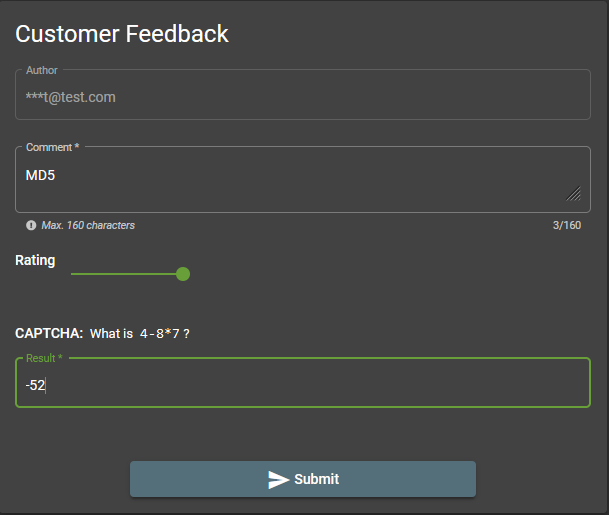 Customer Feedback
Author
***t@test.com
Comment *
MD5
Max. 160 characters 3/160
Rating
CAPTCHA: What is 4-8*7 ?
Result *
-52
Submit